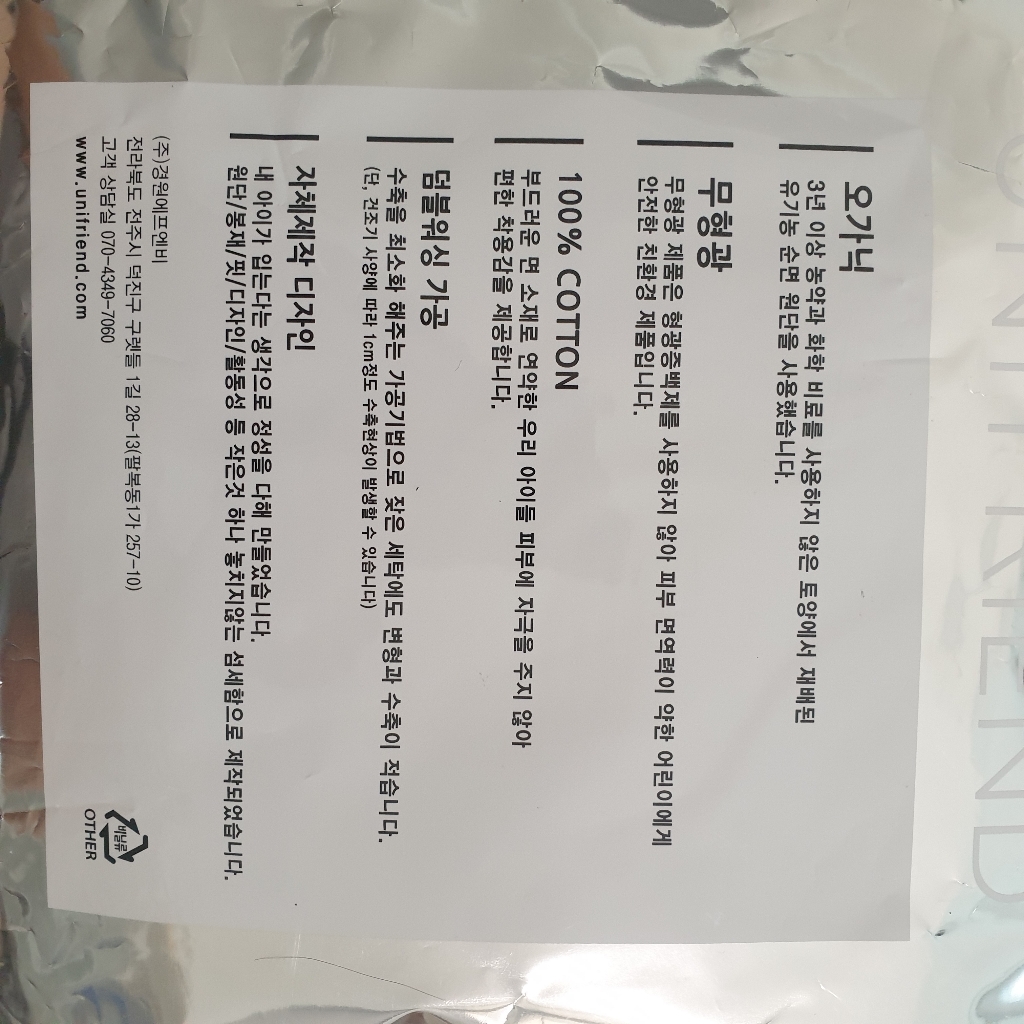 UNIFRIEND
오가닉
3년 이상 농약과 화학 비료를 사용하지 않은 토양에서 재배된
유기농 순면 원단을 사용했습니다.
무형광
무형광 제품은 형광증백제를 사용하지 않아 피부 면역력이 약한 어린이에게
안전한 친환경 제품입니다.
100% COTTON
부드러운 면 소재로 연약한 우리 아이들 피부에 자극을 주지 않아
편한 착용감을 제공합니다.
덤블워싱 가공
수축을 최소화 해주는 가공기법으로 잦은 세탁에도 변형과 수축이 적습니다.
(단, 건조기 사양에 따라 1cm정도 수축현상이 발생할 수 있습니다)
자체제작 디자인
내 아이가 입는다는 생각으로 정성을 다해 만들었습니다.
원단/봉재/핏/디자인/활동성 등 작은것 하나 놓치지않는 섬세함으로 제작되었습니다.
(주)경원에프엔비
전라북도 전주시 덕진구 구렛들 1길 28-13(팔복동1가 257-10)
고객 상담실 070-4349-7060
www.unifriend.com
비닐류
OTHER